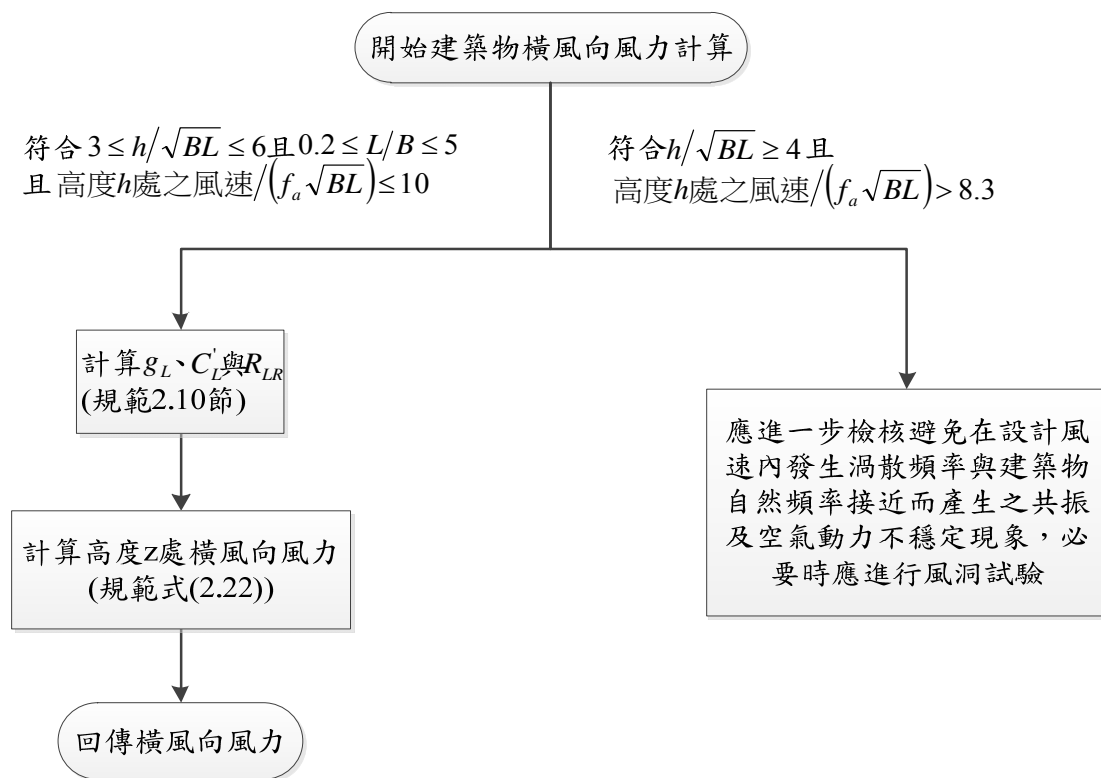 開始建築物橫風向風力計算
符合 3 ≤ h/√BL ≤ 6且0.2 ≤ L/B ≤ 5
且高度h處之風速/(fₐ√BL) ≤ 10
符合h/√BL ≥ 4 且
高度h處之風速/(fₐ√BL) > 8.3
計算g_L、C'_L與R_LR
(規範2.10節)
計算高度z處橫風向風力
(規範式(2.22))
回傳橫風向風力
應進一步檢核避免在設計風
速內發生渦散頻率與建築物
自然頻率接近而產生之共振
及空氣動力不穩定現象，必
要時應進行風洞試驗